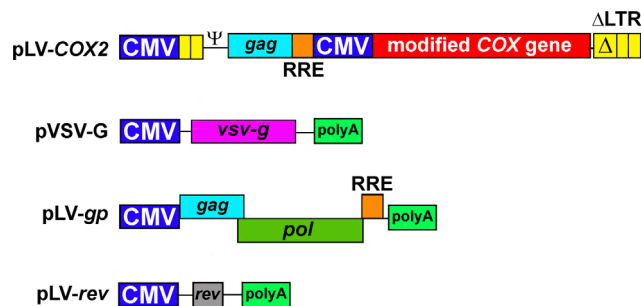 ΔLTR
pLV-COX2 CMV Ψ gag CMV modified COX gene Δ
RRE
pVSV-G CMV vsv-g polyA
RRE
pLV-gp CMV gag polyA
pol
pLV-rev CMV rev polyA